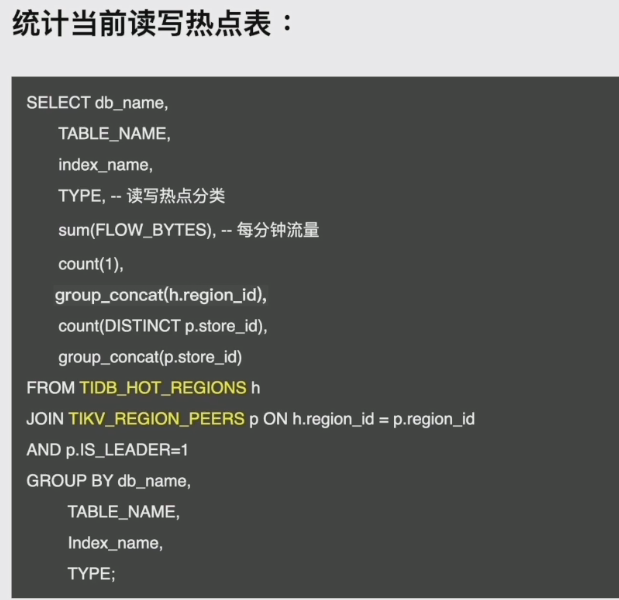 统计当前读写热点表：
SELECT db_name,
TABLE_NAME,
index_name,
TYPE, -- 读写热点分类
sum(FLOW_BYTES), -- 每分钟流量
count(1),
group_concat(h.region_id),
count(DISTINCT p.store_id),
group_concat(p.store_id)
FROM TIDB_HOT_REGIONS h
JOIN TIKV_REGION_PEERS p ON h.region_id = p.region_id
AND p.IS_LEADER=1
GROUP BY db_name,
TABLE_NAME,
Index_name,
TYPE;